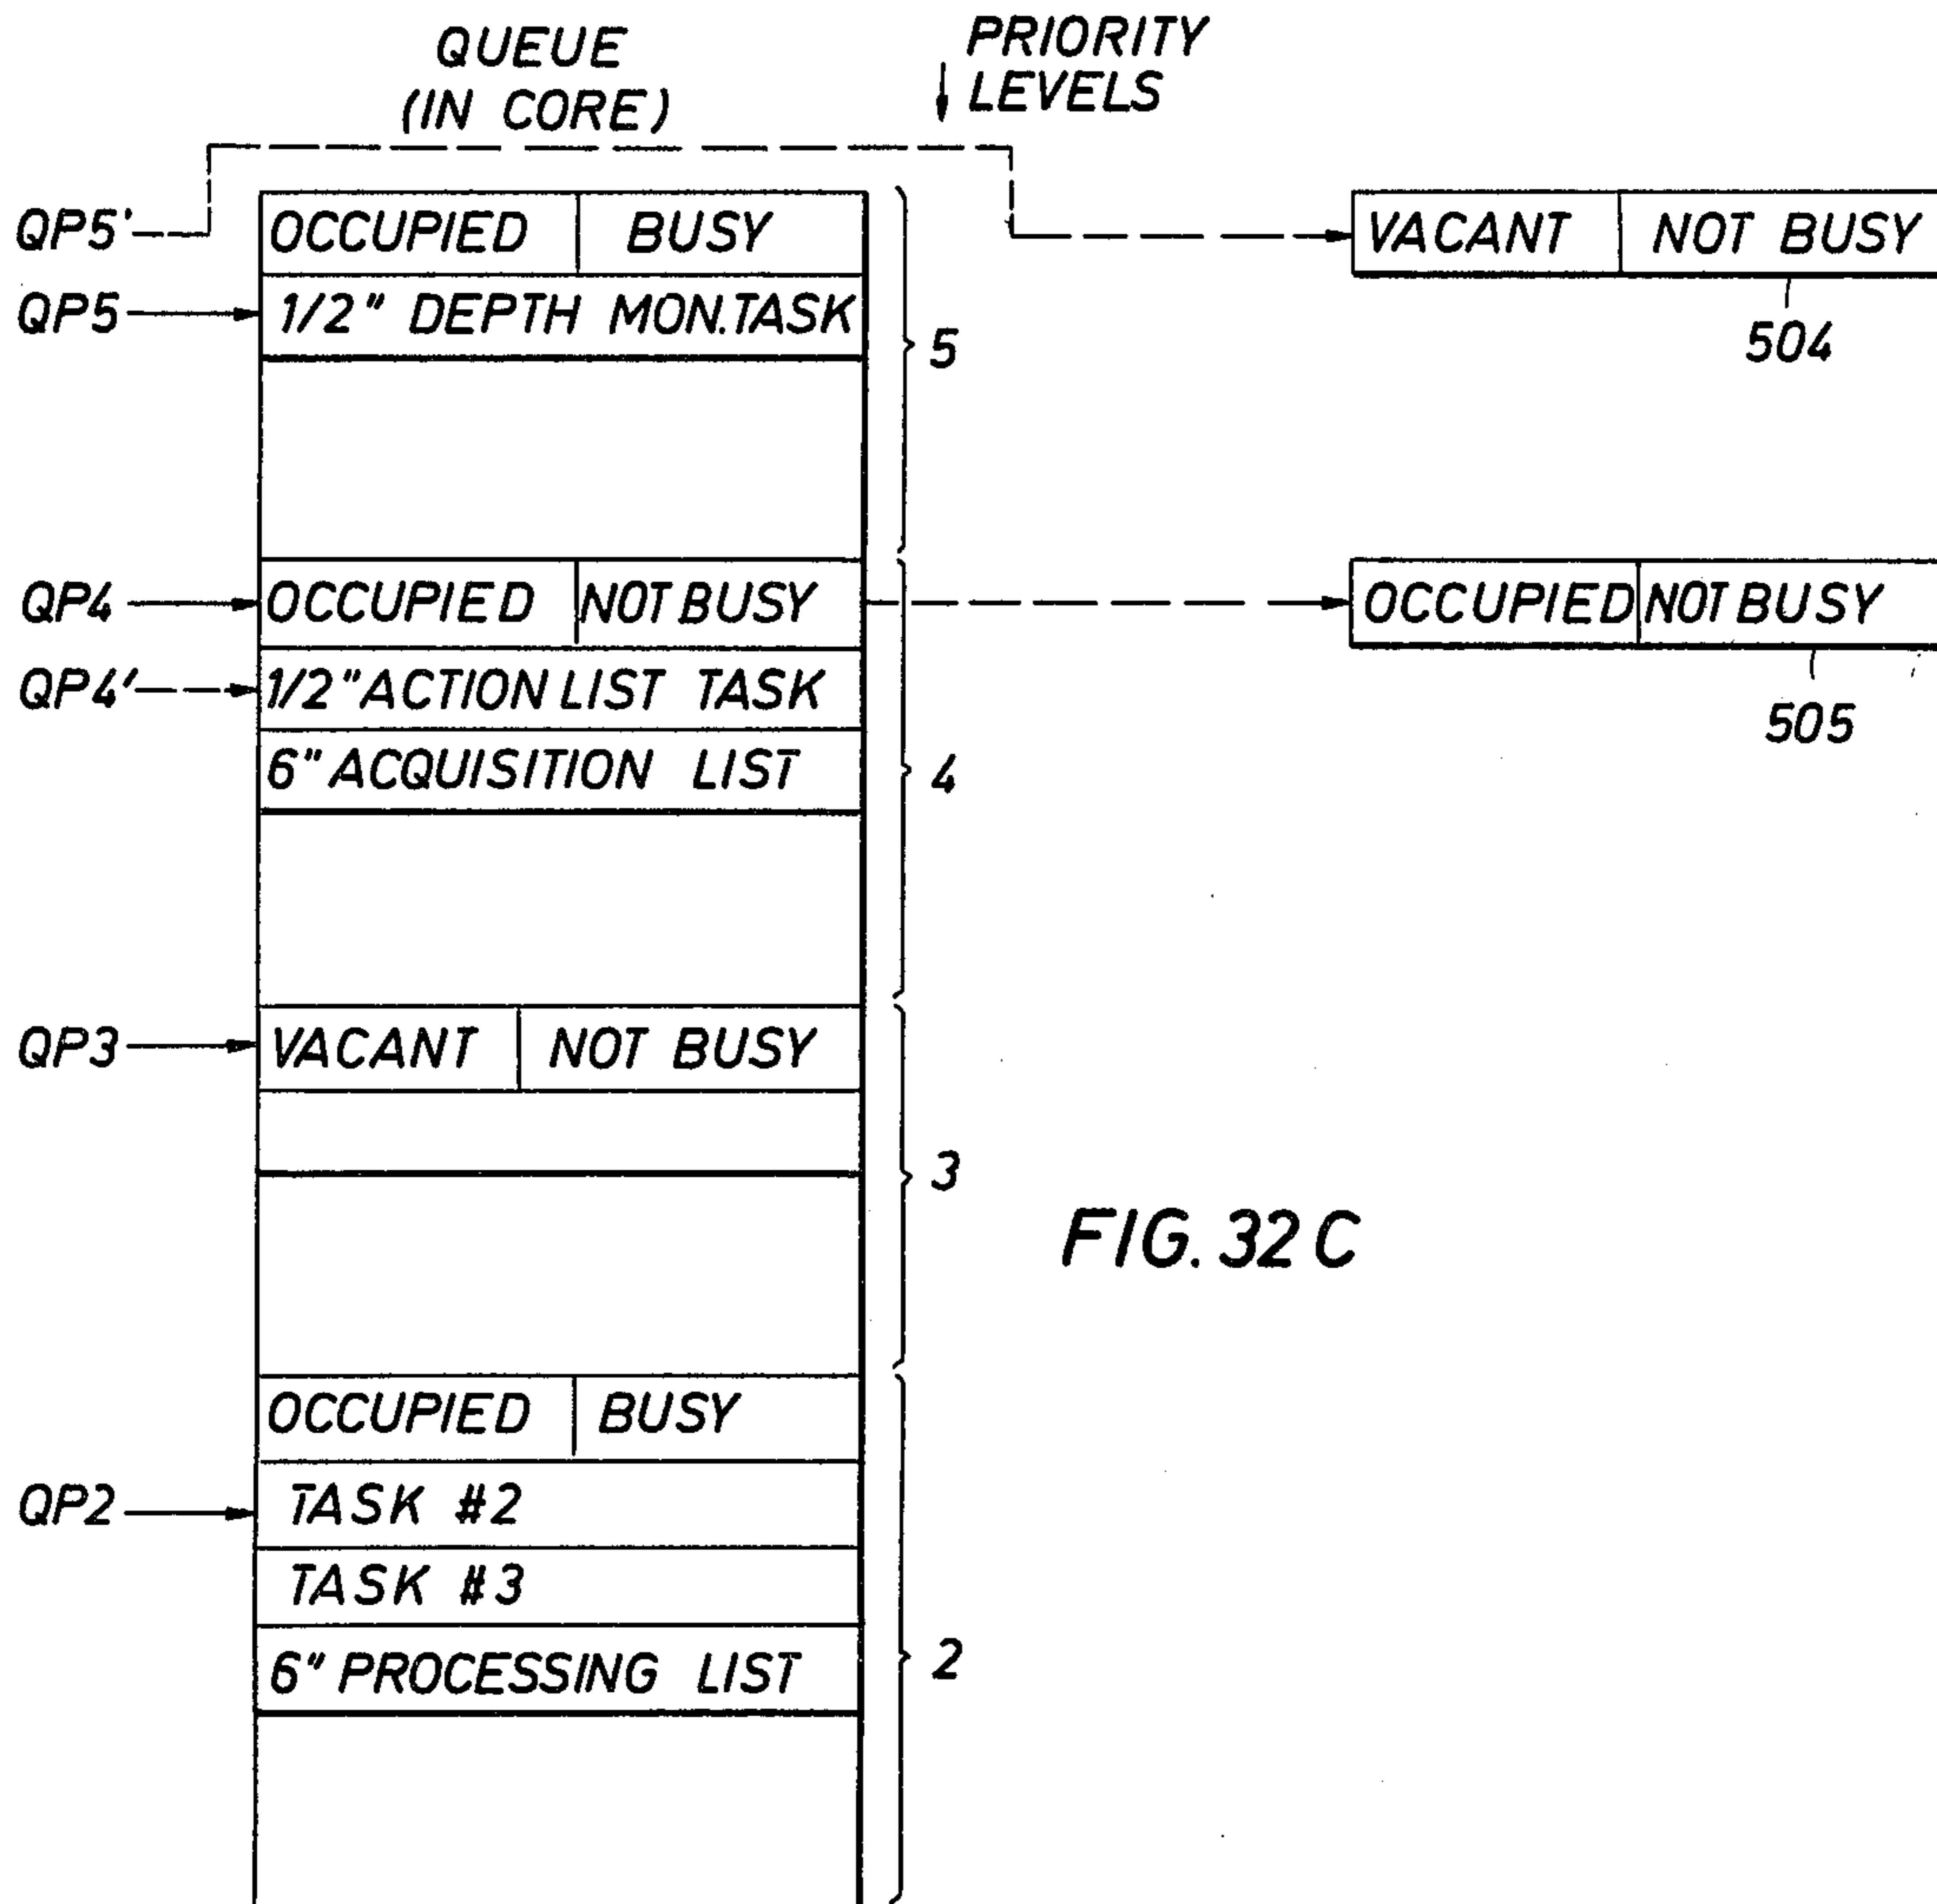 QUEUE
(IN CORE)
PRIORITY
LEVELS
QP5'
OCCUPIED BUSY
VACANT NOT BUSY
504
QP5
1/2" DEPTH MON.TASK
5
QP4
OCCUPIED NOT BUSY
OCCUPIED NOT BUSY
505
QP4'
1/2" ACTION LIST TASK
6" ACQUISITION LIST
4
QP3
VACANT NOT BUSY
3
FIG. 32C
OCCUPIED BUSY
QP2
TASK #2
TASK #3
6" PROCESSING LIST
2